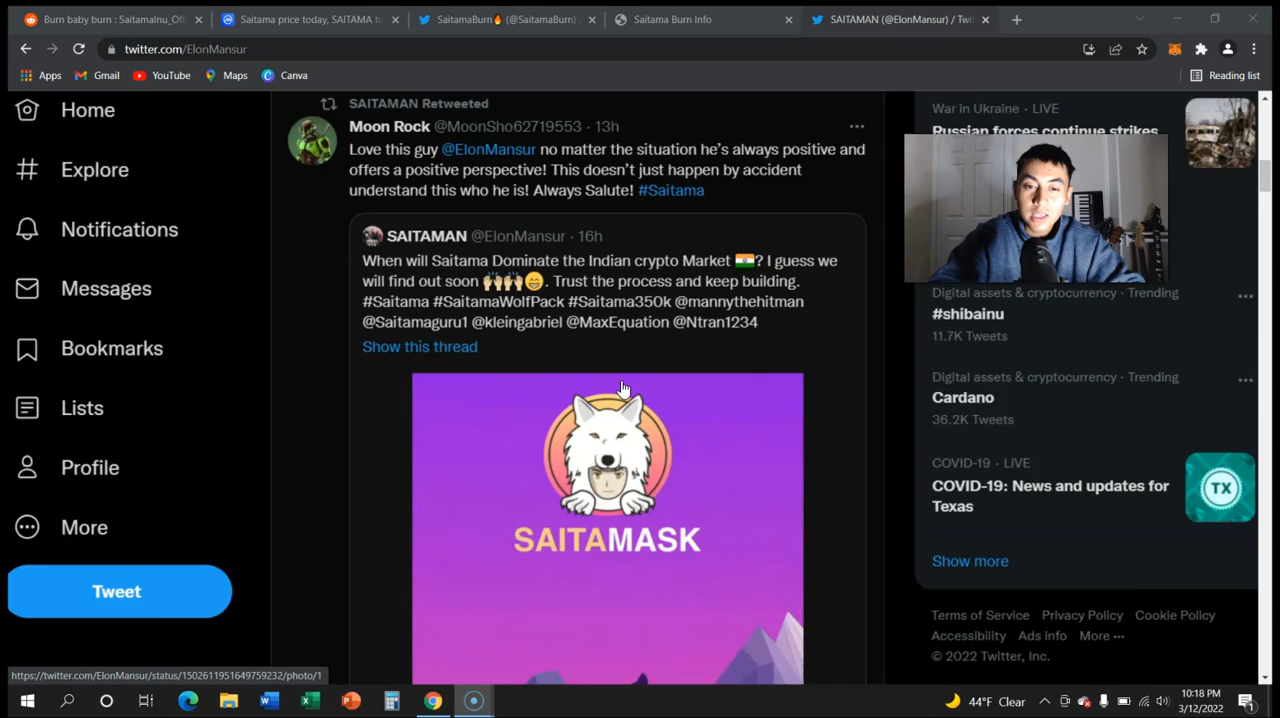 Burn baby burn : SaitamaInu_Offi
Saitama price today, SAITAMA to
SaitamaBurn🔥 (@SaitamaBurn) /
Saitama Burn Info
SAITAMAN (@ElonMansur) / Twi
twitter.com/ElonMansur
Apps
Gmail
YouTube
Maps
Canva
Reading list
Home
Explore
Notifications
Messages
Bookmarks
Lists
Profile
More
Tweet
SAITAMAN Retweeted
Moon Rock @MoonSho62719553 · 13h
Love this guy @ElonMansur no matter the situation he's always positive and
offers a positive perspective! This doesn't just happen by accident
understand this who he is! Always Salute! #Saitama
SAITAMAN @ElonMansur · 16h
When will Saitama Dominate the Indian crypto Market 🇮🇳? I guess we
will find out soon 🙌🏼🙌🏼😁. Trust the process and keep building.
#Saitama #SaitamaWolfPack #Saitama350k @mannythehitman
@Saitamaguru1 @kleingabriel @MaxEquation @Ntran1234
Show this thread
SAITAMASK
War in Ukraine · LIVE
Russian forces continue strikes
Digital assets & cryptocurrency · Trending
#shibainu
11.7K Tweets
Digital assets & cryptocurrency · Trending
Cardano
36.2K Tweets
COVID-19 · LIVE
COVID-19: News and updates for
Texas
TX
Show more
Terms of Service Privacy Policy Cookie Policy
Accessibility Ads info More ···
© 2022 Twitter, Inc.
https://twitter.com/ElonMansur/status/1502611951649759232/photo/1
44°F Clear
10:18 PM
3/12/2022
1